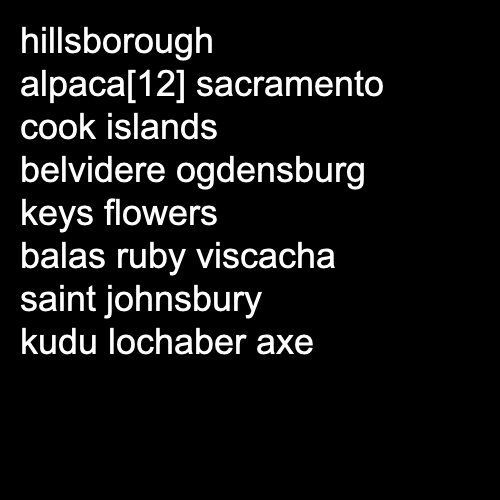 hillsborough
alpaca[12] sacramento
cook islands
belvidere ogdensburg
keys flowers
balas ruby viscacha
saint johnsbury
kudu lochaber axe